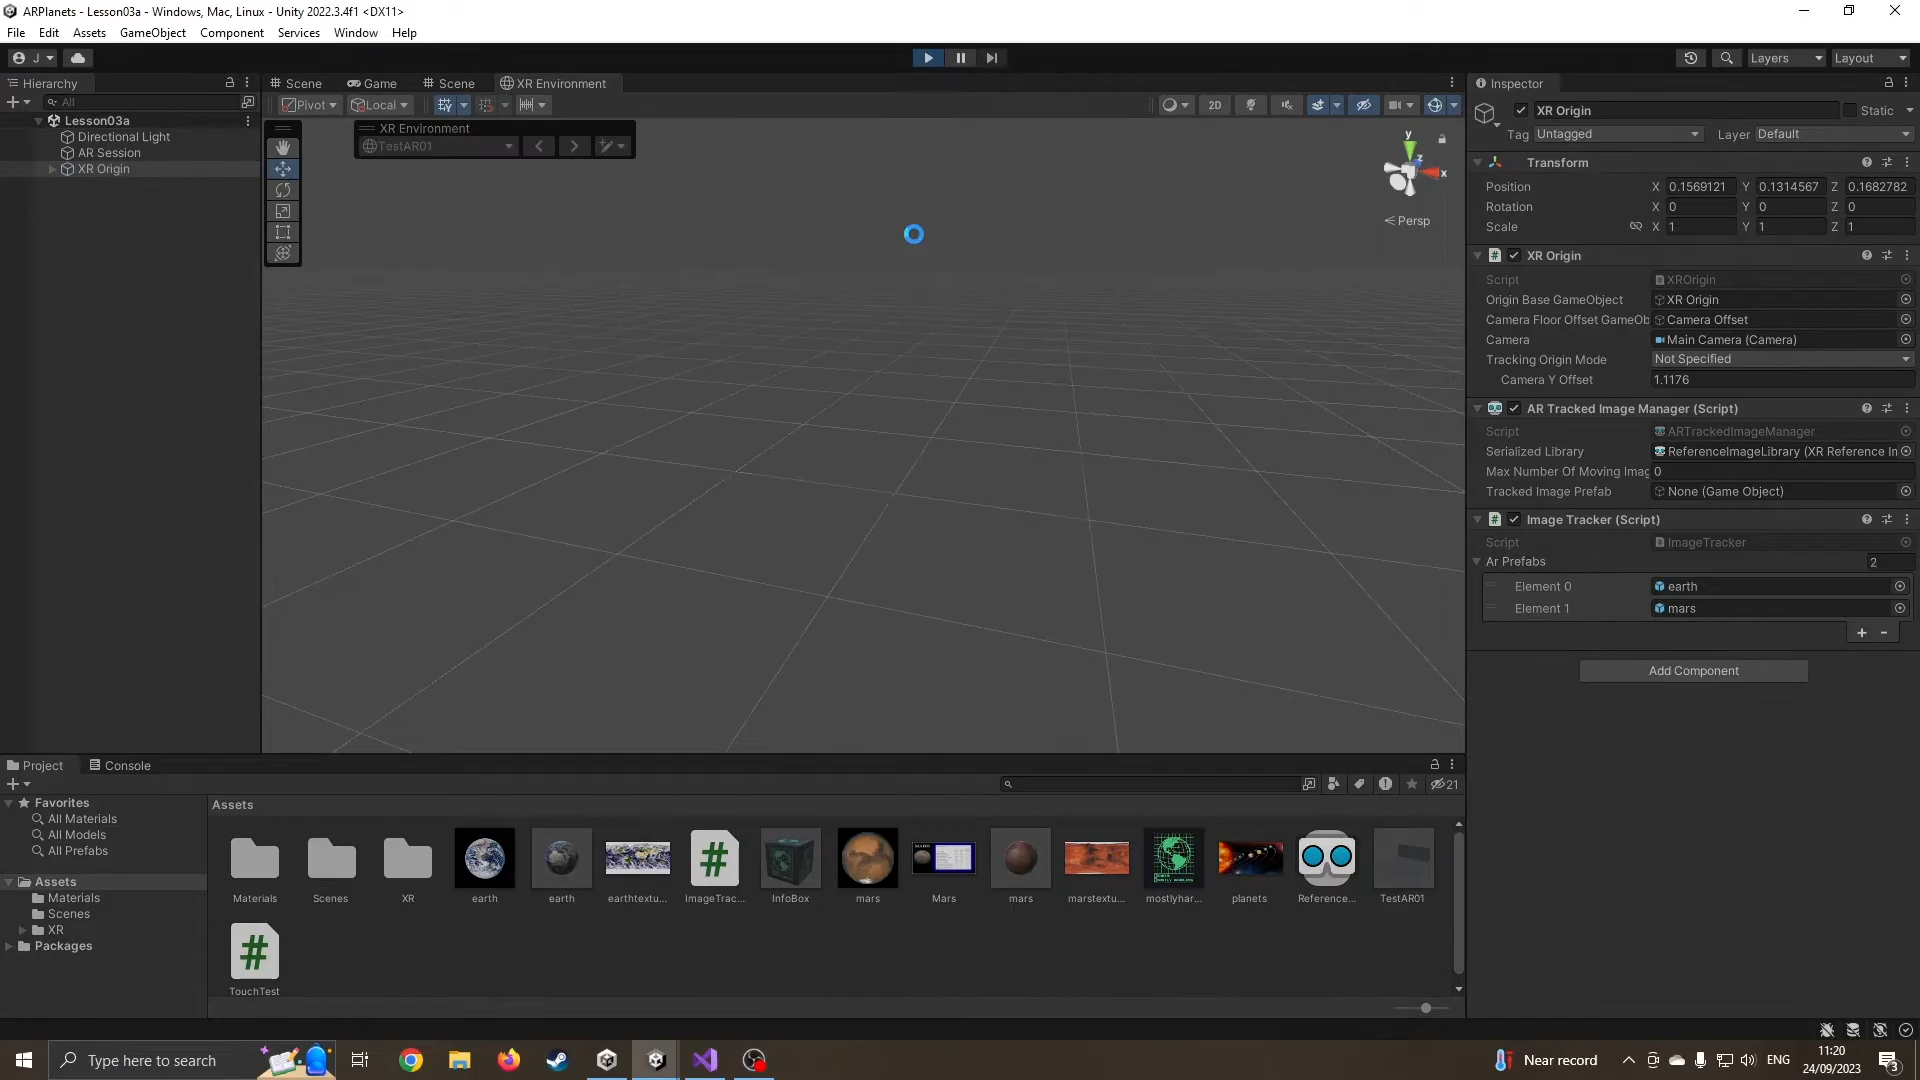 ARPlanets - Lesson03a - Windows, Mac, Linux - Unity 2022.3.4f1 <DX11>
File Edit Assets GameObject Component Services Window Help
J Layers Layout
Hierarchy
All
Lesson03a
Directional Light
AR Session
XR Origin
Scene Game Scene XR Environment
Pivot Local 2D
XR Environment
TestAR01
y
z
x
Persp
Inspector
XR Origin Static
Tag Untagged Layer Default
Transform
Position X 0.1569121 Y 0.1314567 Z 0.1682782
Rotation X 0 Y 0 Z 0
Scale X 1 Y 1 Z 1
XR Origin
Script XROrigin
Origin Base GameObject XR Origin
Camera Floor Offset GameOb Camera Offset
Camera Main Camera (Camera)
Tracking Origin Mode Not Specified
Camera Y Offset 1.1176
AR Tracked Image Manager (Script)
Script ARTrackedImageManager
Serialized Library ReferenceImageLibrary (XR Reference In
Max Number Of Moving Imag 0
Tracked Image Prefab None (Game Object)
Image Tracker (Script)
Script ImageTracker
Ar Prefabs 2
Element 0 earth
Element 1 mars
+ -
Add Component
Project Console
21
Favorites
All Materials
All Models
All Prefabs
Assets
Materials
Scenes
XR
Packages
Assets
Materials Scenes XR earth earth earthtextu... ImageTrac... InfoBox mars Mars mars marstextu... mostlyhar... planets Reference... TestAR01
TouchTest
Type here to search
Near record
ENG
11:20
24/09/2023
3